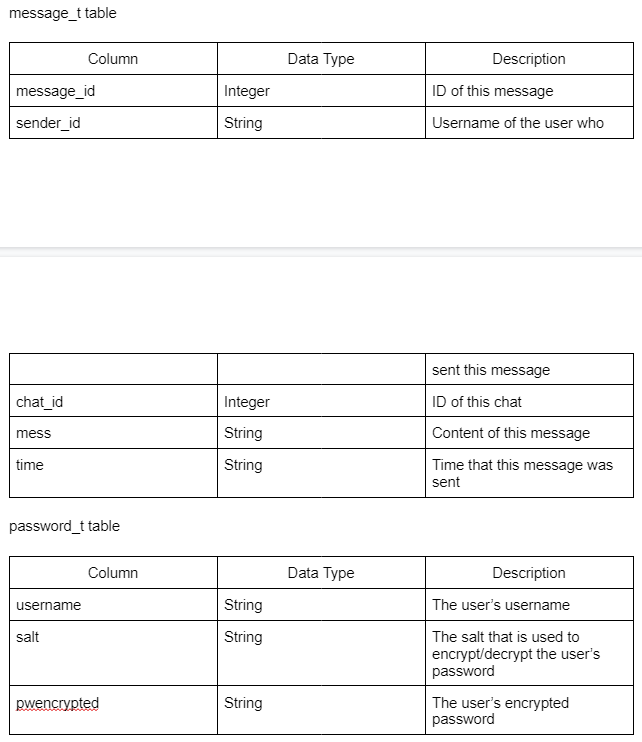 message_t table
Column Data Type Description
message_id Integer ID of this message
sender_id String Username of the user who
sent this message
chat_id Integer ID of this chat
mess String Content of this message
time String Time that this message was
sent
password_t table
Column Data Type Description
username String The user's username
salt String The salt that is used to
encrypt/decrypt the user's
password
pwencrypted String The user's encrypted
password